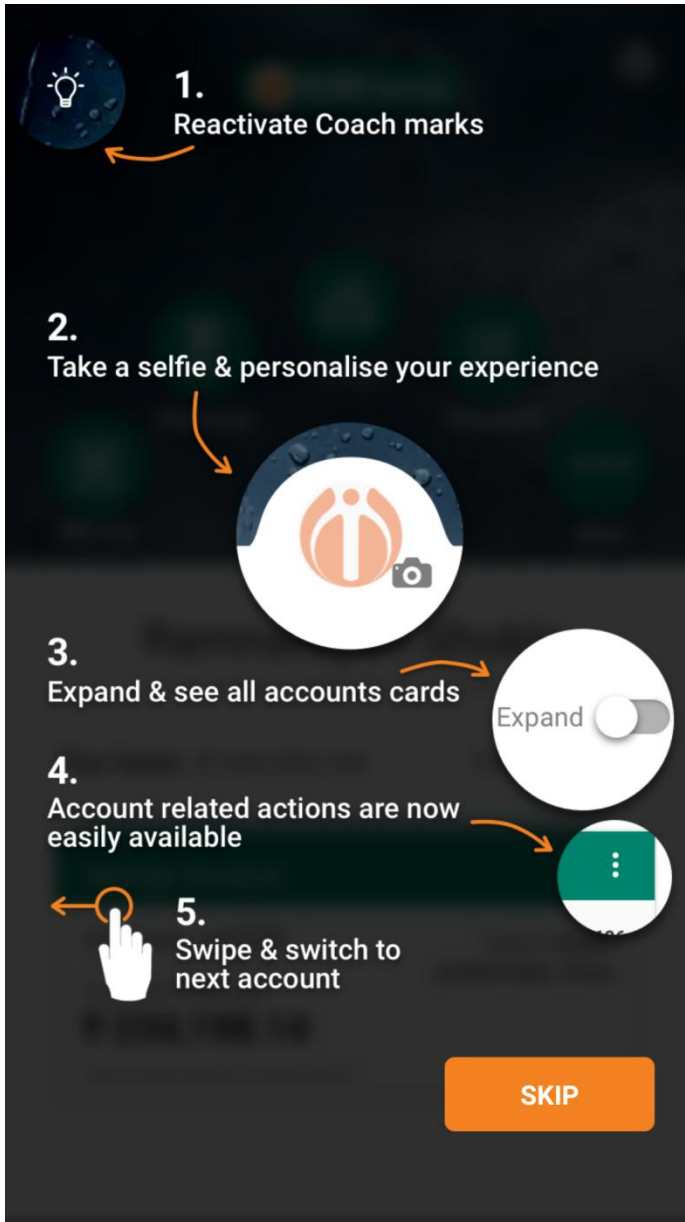 1.
Reactivate Coach marks
2.
Take a selfie & personalise your experience
3.
Expand & see all accounts cards
Expand
4.
Account related actions are now
easily available
5.
Swipe & switch to
next account
SKIP